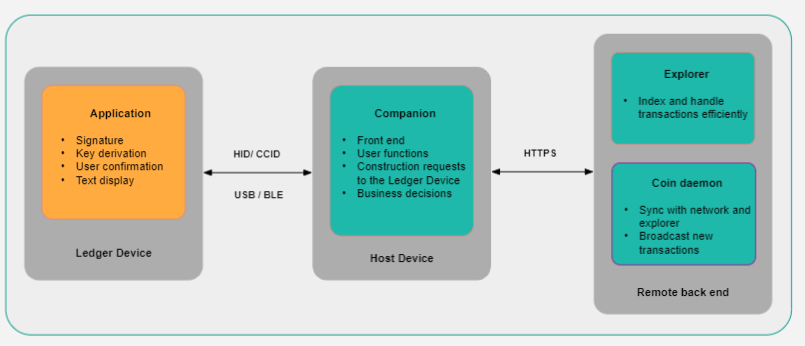 Application
• Signature
• Key derivation
• User confirmation
• Text display
Ledger Device
HID/ CCID
USB / BLE
Companion
• Front end
• User functions
• Construction requests
to the Ledger Device
• Business decisions
Host Device
HTTPS
Explorer
• Index and handle
transactions efficiently
Coin daemon
• Sync with network and
explorer
• Broadcast new
transactions
Remote back end